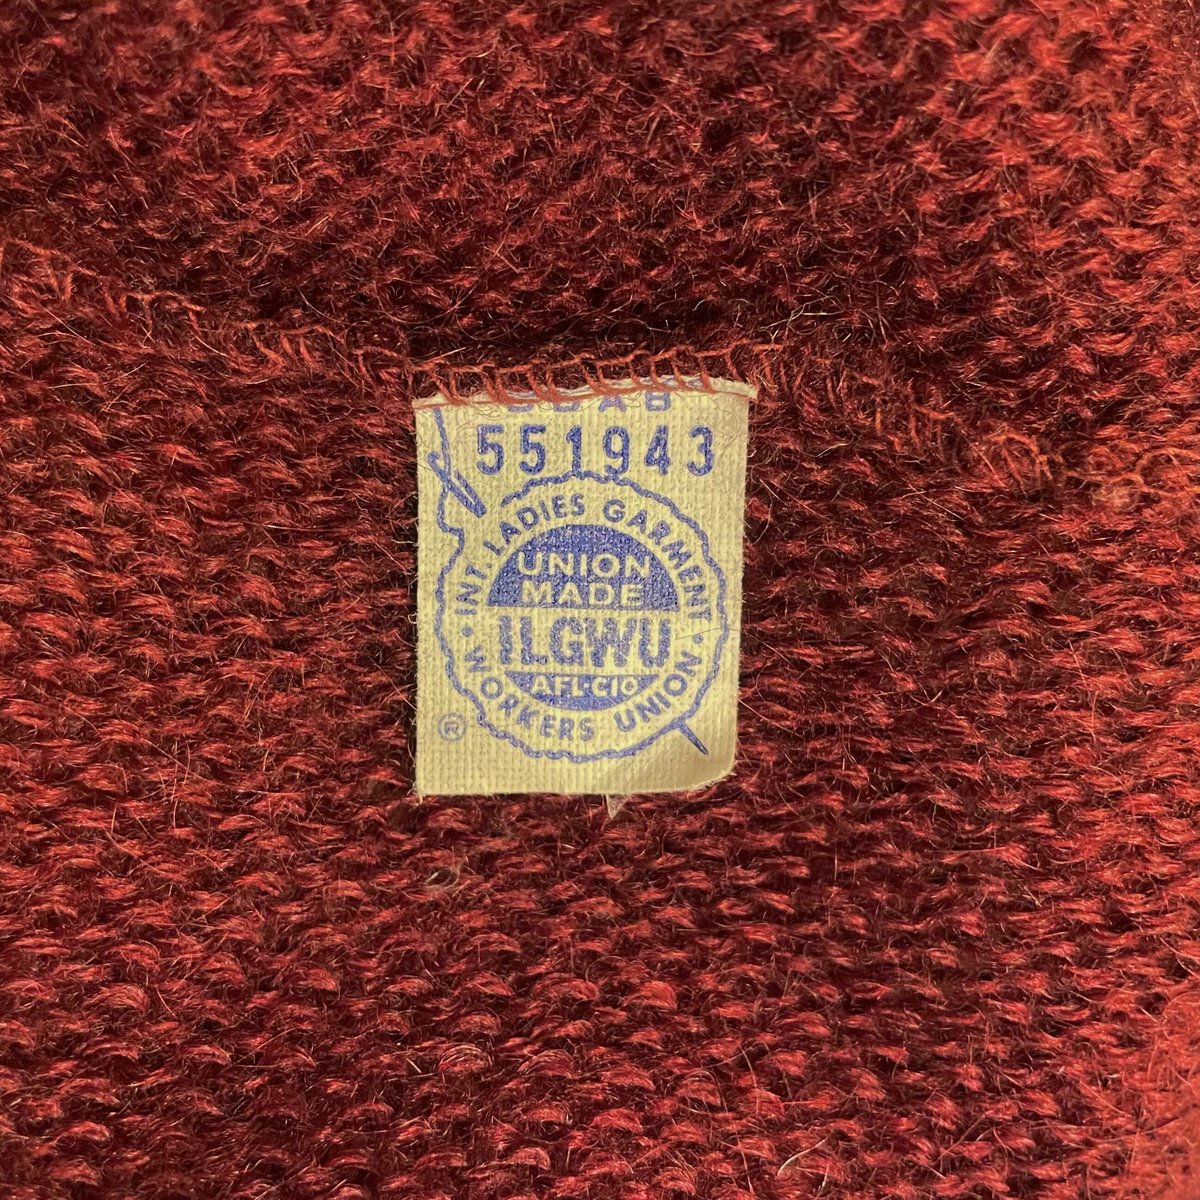 551943
INT. LADIES GARMENT
UNION
MADE
ILGWU
AFL-CIO
WORKERS UNION
®